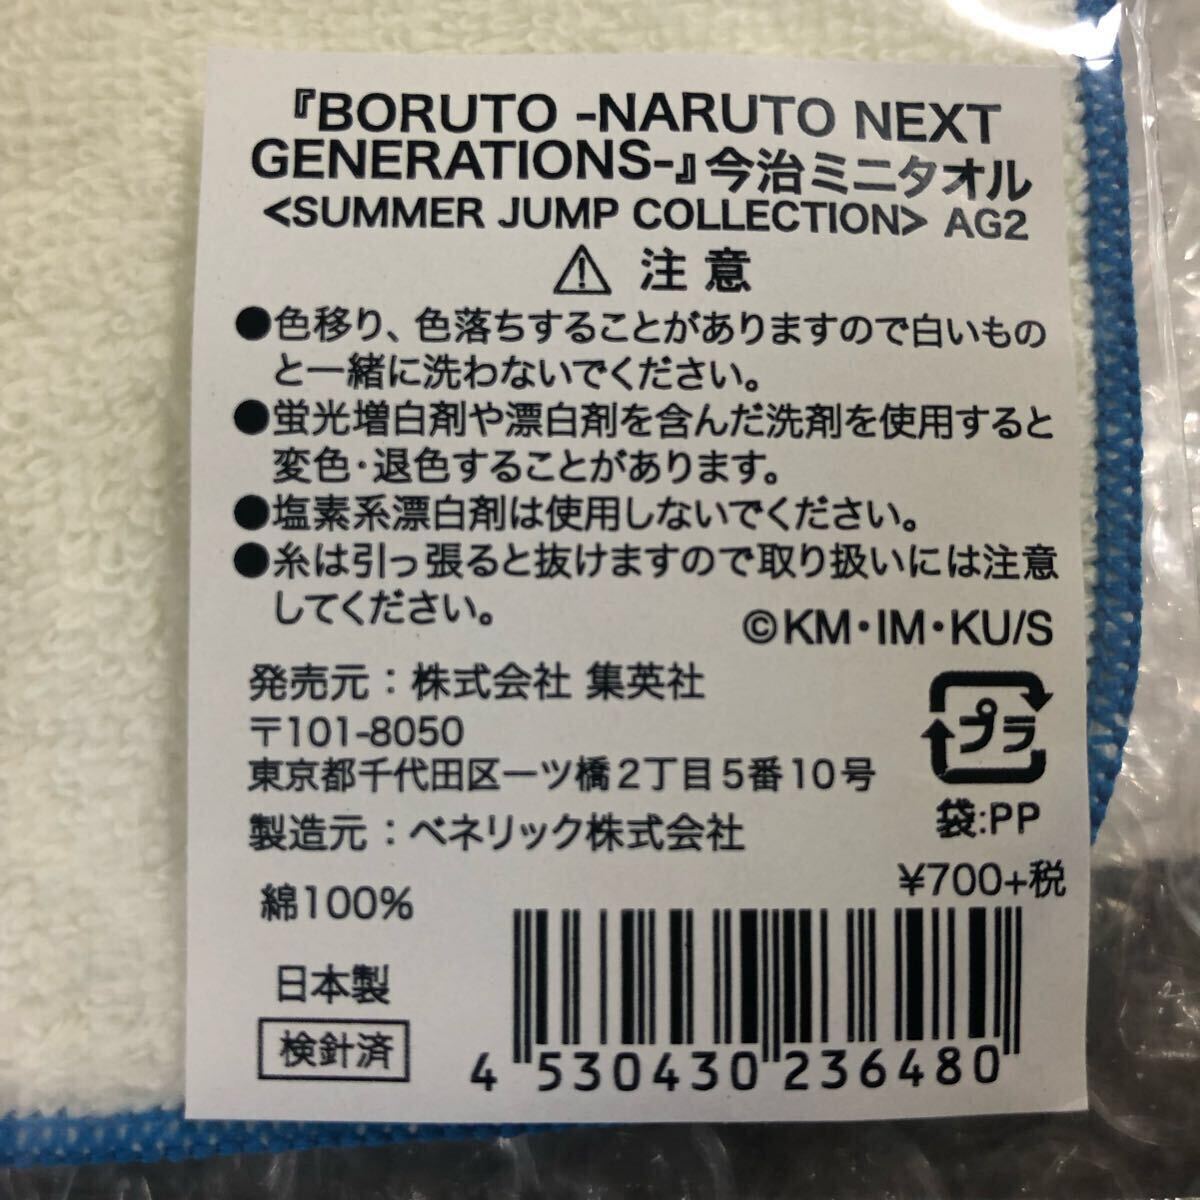 『BORUTO -NARUTO NEXT
GENERATIONS-』今治ミニタオル
<SUMMER JUMP COLLECTION> AG2
⚠ 注意
●色移り、色落ちすることがありますので白いもの
と一緒に洗わないでください。
●蛍光増白剤や漂白剤を含んだ洗剤を使用すると
変色・退色することがあります。
●塩素系漂白剤は使用しないでください。
●糸は引っ張ると抜けますので取り扱いには注意
してください。
©KM・IM・KU/S
発売元：株式会社 集英社
〒101-8050
東京都千代田区一ツ橋2丁目5番10号
製造元：ベネリック株式会社
プラ
袋:PP
¥700+税
綿100%
日本製
検針済
4 530430 236480